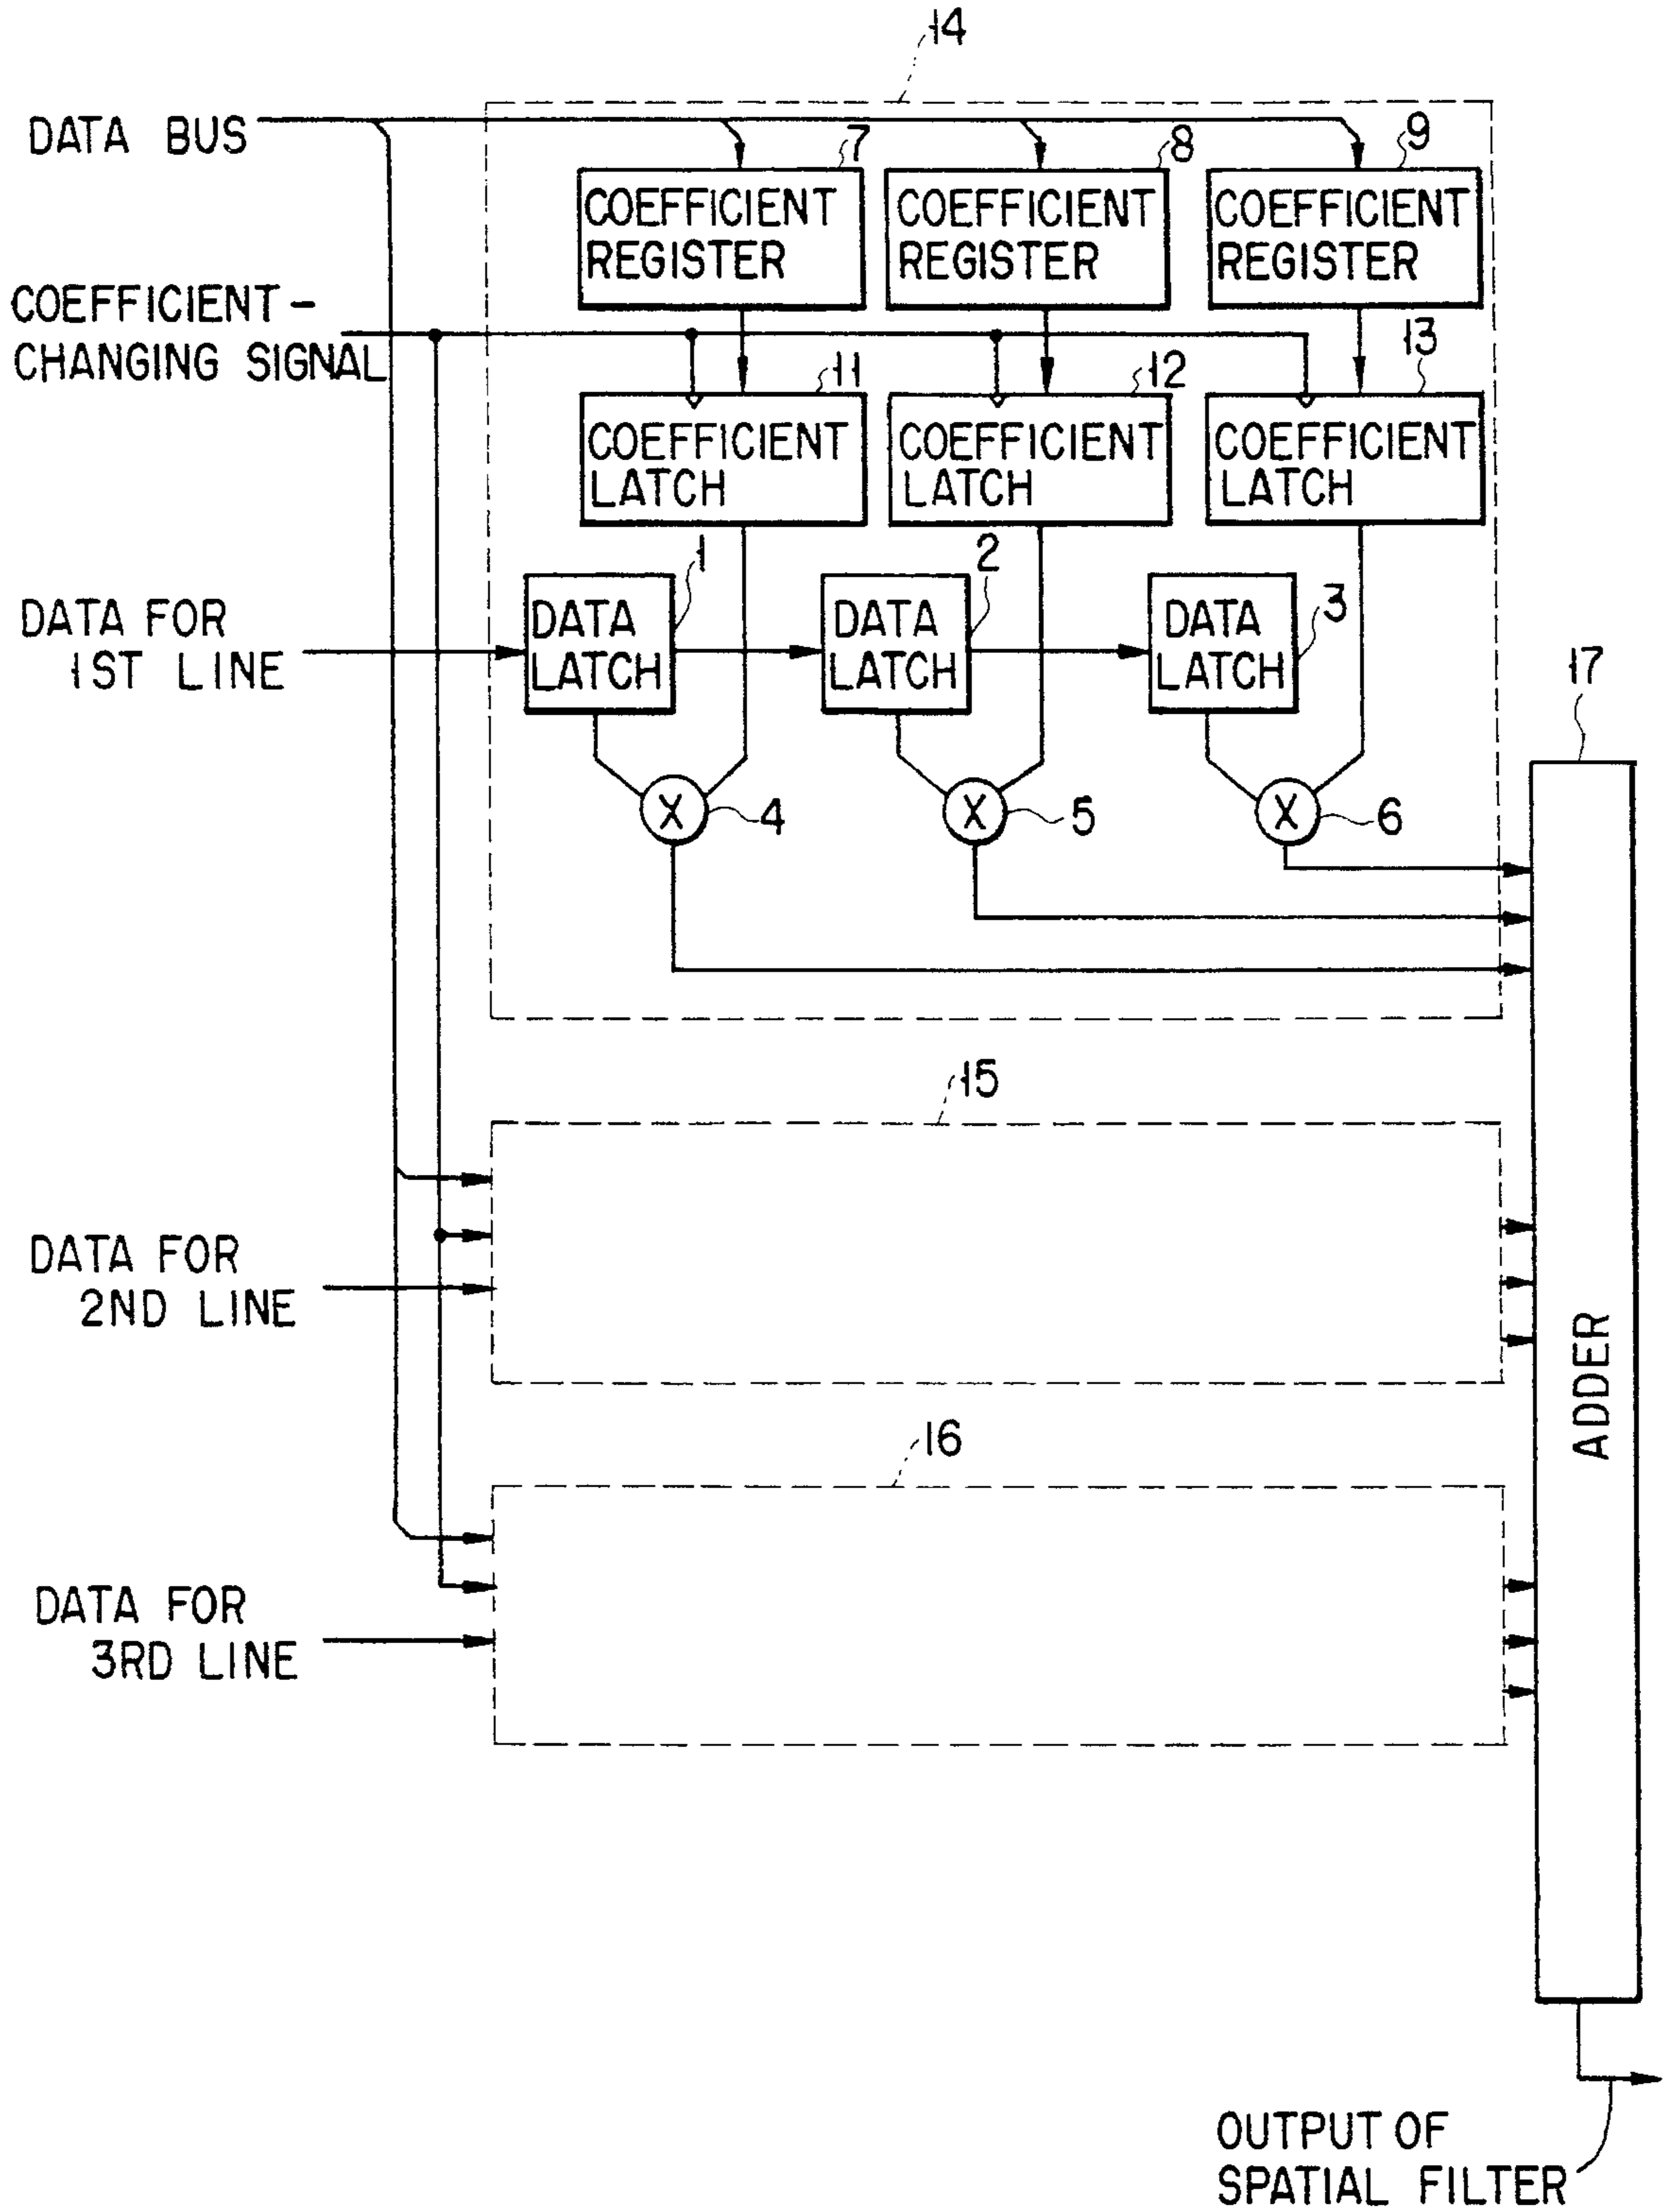 14
DATA BUS
7
8
9
COEFFICIENT
REGISTER
COEFFICIENT
REGISTER
COEFFICIENT
REGISTER
COEFFICIENT-
CHANGING SIGNAL
11
12
13
COEFFICIENT
LATCH
COEFFICIENT
LATCH
COEFFICIENT
LATCH
1
2
3
DATA FOR
1ST LINE
DATA
LATCH
DATA
LATCH
DATA
LATCH
17
X
4
X
5
X
6
15
DATA FOR
2ND LINE
ADDER
16
DATA FOR
3RD LINE
OUTPUT OF
SPATIAL FILTER